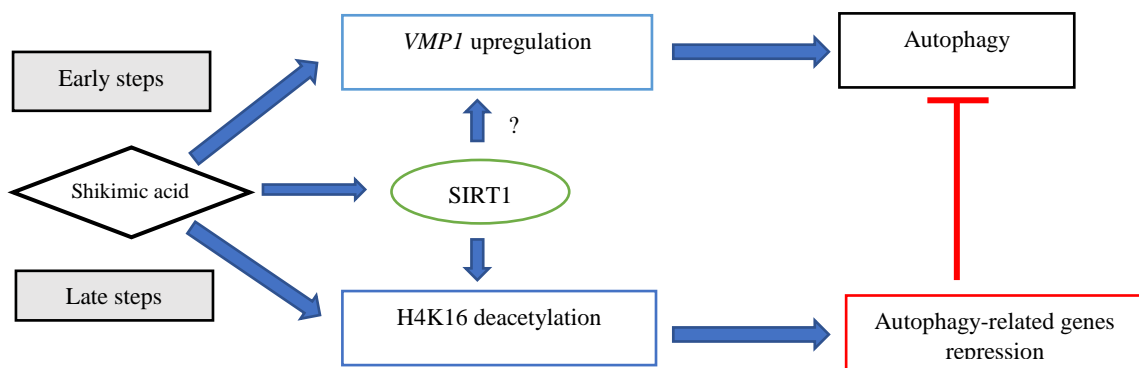 VMP1 upregulation
Autophagy
Early steps
?
Shikimic acid
SIRT1
Late steps
H4K16 deacetylation
Autophagy-related genes
repression